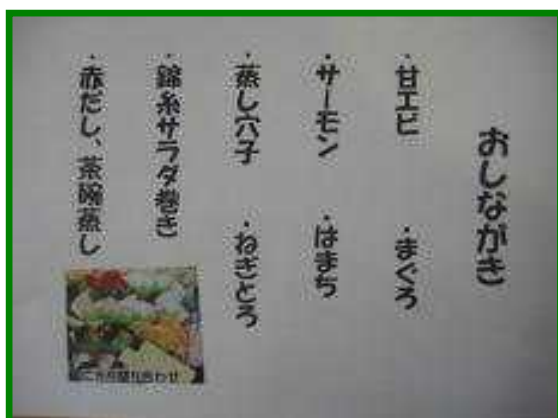 おしながき
・甘エビ ・まぐろ
・サーモン ・はまち
・蒸し穴子 ・ねぎとろ
・錦糸サラダ巻き
・赤だし、茶碗蒸し